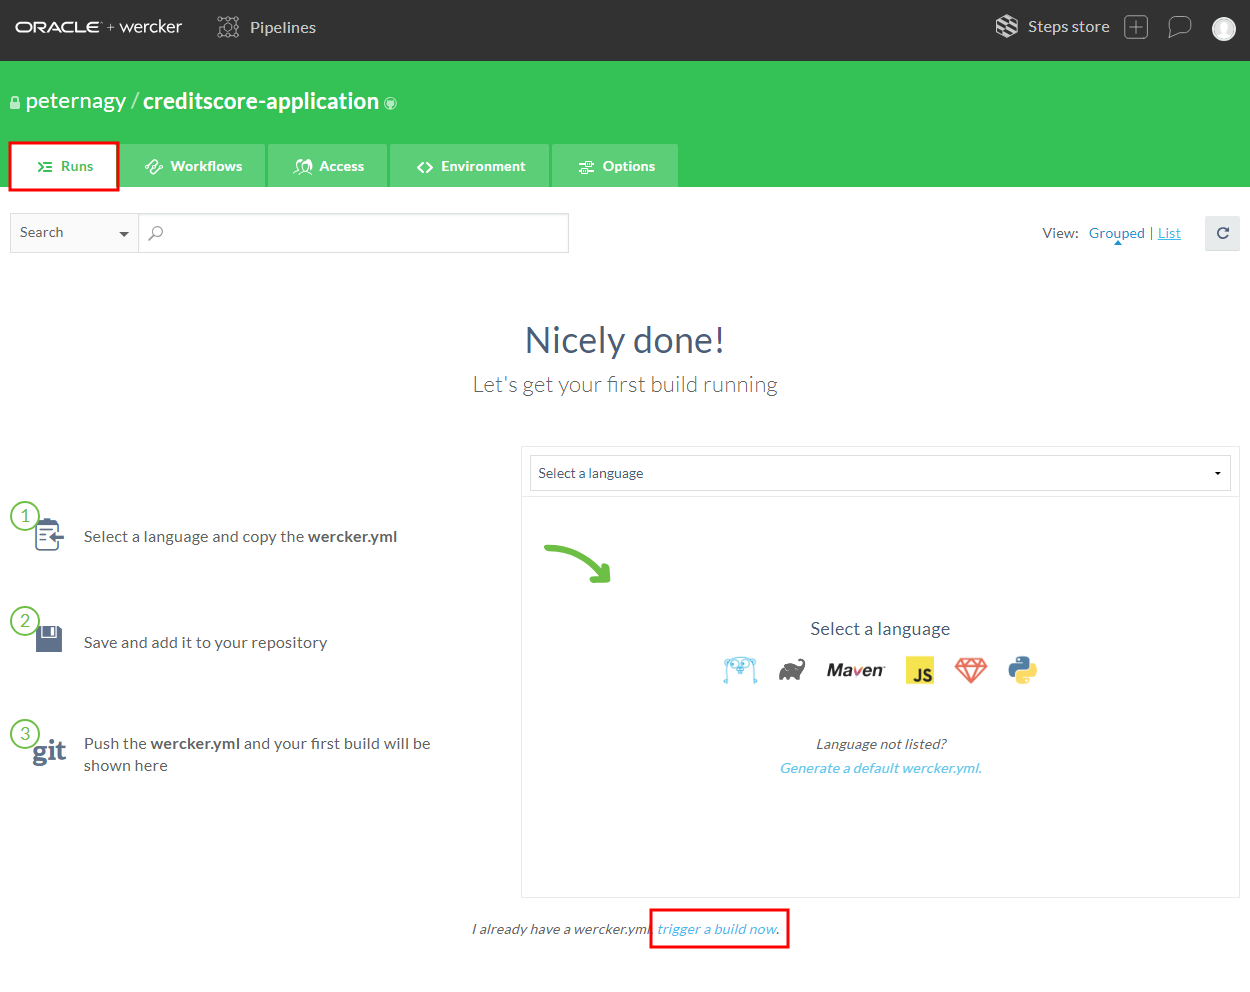 ORACLE + wercker
Pipelines
Steps store
peternagy / creditscore-application
Runs
Workflows
Access
Environment
Options
Search
View: Grouped | List
Nicely done!
Let's get your first build running
Select a language
1
Select a language and copy the wercker.yml
2
Save and add it to your repository
3
git
Push the wercker.yml and your first build will be
shown here
Select a language
Maven
JS
Language not listed?
Generate a default wercker.yml.
I already have a wercker.yml, trigger a build now.